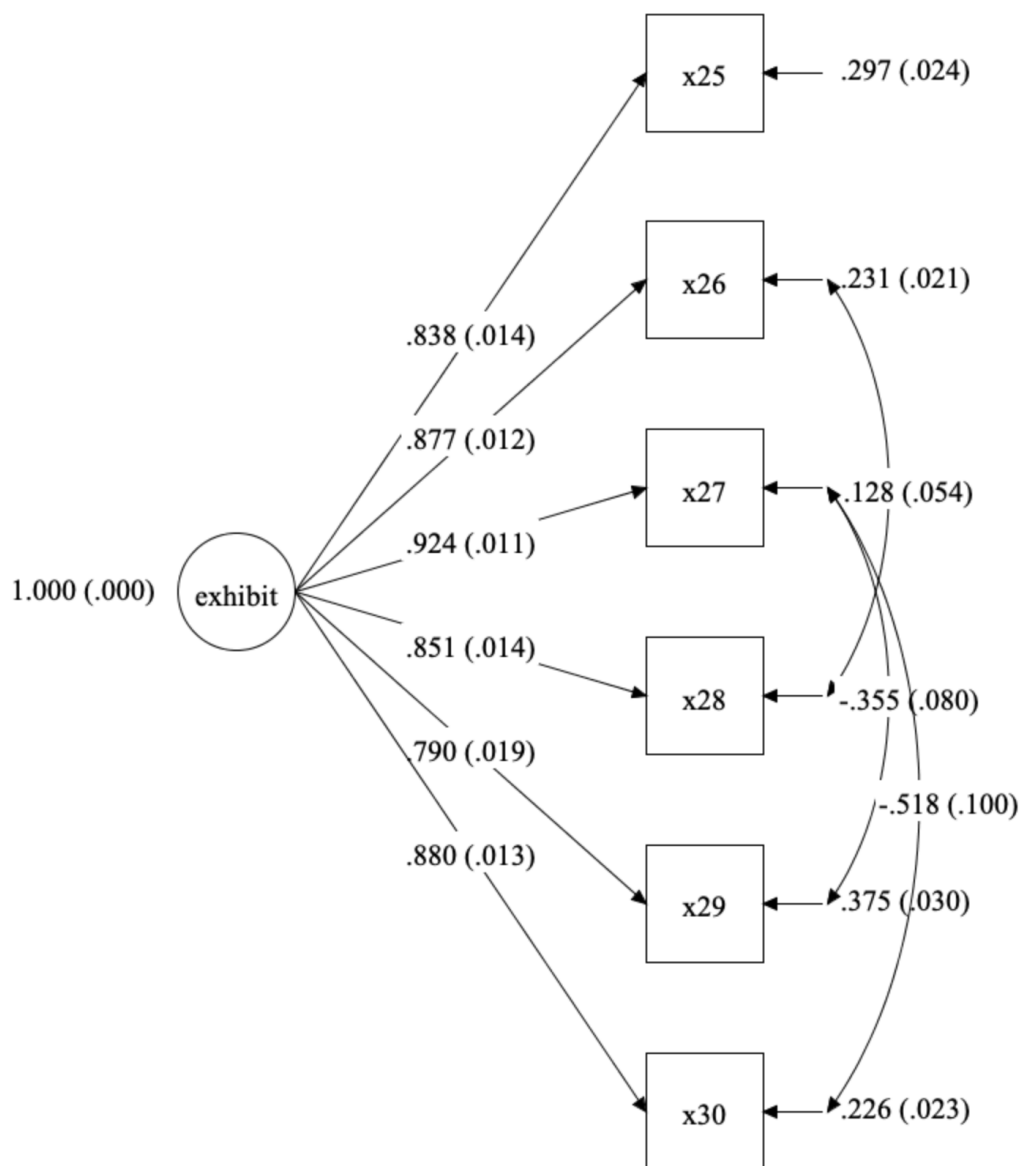 x25 .297 (.024)
x26 .231 (.021)
.838 (.014)
.877 (.012)
x27 .128 (.054)
.924 (.011)
1.000 (.000) exhibit
.851 (.014)
x28 -.355 (.080)
.790 (.019)
-.518 (.100)
.880 (.013)
x29 .375 (.030)
x30 .226 (.023)